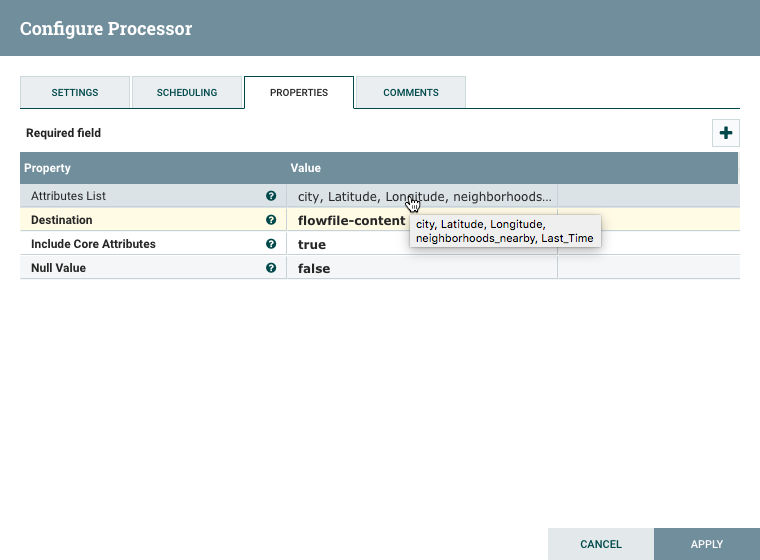 Configure Processor
SETTINGS SCHEDULING PROPERTIES COMMENTS
Required field
Property Value
Attributes List city, Latitude, Longitude, neighborhoods...
Destination flowfile-content
city, Latitude, Longitude,
neighborhoods_nearby, Last_Time
Include Core Attributes true
Null Value false
CANCEL APPLY